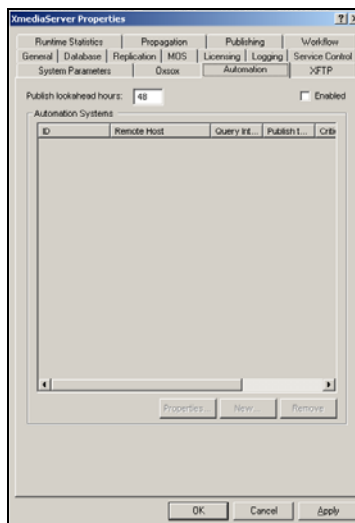 XmediaServer Properties
Runtime Statistics Propagation Publishing Workflow
General Database Replication MOS Licensing Logging Service Control
System Parameters Oxsox Automation XFTP
Publish lookahead hours: 48 Enabled
Automation Systems
ID Remote Host Query Int... Publish t... Critic
Properties... New... Remove
OK Cancel Apply